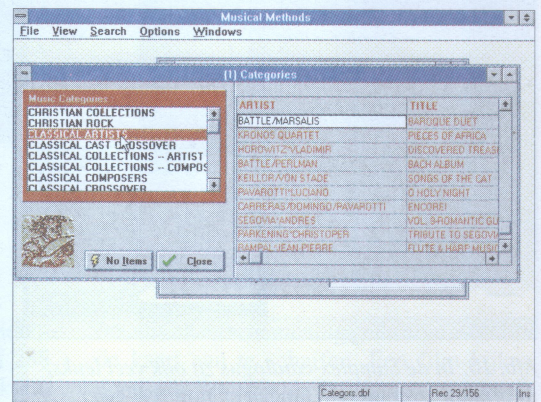 Musical Methods
File View Search Options Windows
(1) Categories
Music Categories
CHRISTIAN COLLECTIONS
CHRISTIAN ROCK
CLASSICAL ARTISTS
CLASSICAL CAST CROSSOVER
CLASSICAL COLLECTIONS -- ARTIST
CLASSICAL COLLECTIONS -- COMPOS
CLASSICAL COMPOSERS
CLASSICAL CROSSOVER
No Items
Close
ARTIST TITLE
BATTLE/MARSALIS BAROQUE DUET
KRONOS QUARTET PIECES OF AFRICA
HOROWITZ*VLADIMIR DISCOVERED TREAS
BATTLE/PERLMAN BACH ALBUM
KEILLOR/VON STADE SONGS OF THE CAT
PAVAROTTI*LUCIANO O HOLY NIGHT
CARRERAS/DOMINGO/PAVAROTTI ENCORE!
SEGOVIA*ANDRES VOL. 9-ROMANTIC GU
PARKENING*CHRISTOPER TRIBUTE TO SEGOVI
RAMPAL*JEAN PIERRE FLUTE & HARP MUSI
Categors.dbl Rec 29/156 Ins